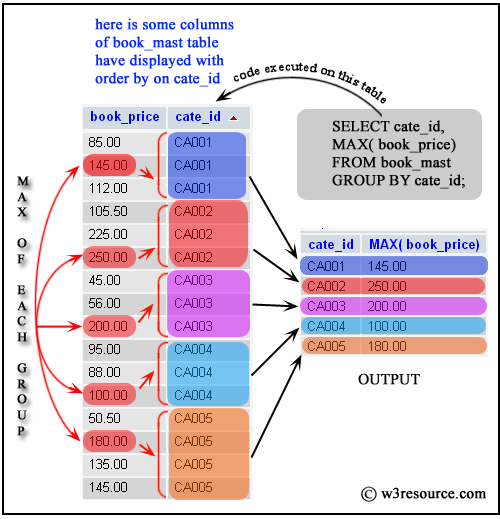 here is some columns
of book_mast table
have displayed with
order by on cate_id
code executed on this table
SELECT cate_id,
MAX( book_price)
FROM book_mast
GROUP BY cate_id;
book_price cate_id
85.00 CA001
145.00 CA001
112.00 CA001
105.50 CA002
225.00 CA002
250.00 CA002
45.00 CA003
56.00 CA003
200.00 CA003
95.00 CA004
88.00 CA004
100.00 CA004
50.50 CA005
180.00 CA005
135.00 CA005
145.00 CA005
MAX OF EACH GROUP
cate_id MAX( book_price)
CA001 145.00
CA002 250.00
CA003 200.00
CA004 100.00
CA005 180.00
OUTPUT
© w3resource.com